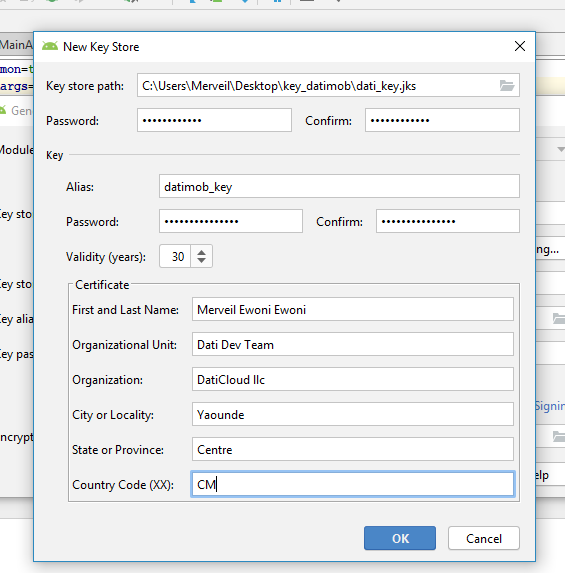 MainA
New Key Store
mon=t
args=
Key store path: C:\Users\Merveil\Desktop\key_datimob\dati_key.jks
Gen
Password: •••••••••••• Confirm: ••••••••••••
Module
Key
Alias: datimob_key
Key stor
Password: ••••••••••••••• Confirm: •••••••••••••••
ng...
Validity (years): 30
Key stor
Certificate
First and Last Name: Merveil Ewoni Ewoni
Key alia
Organizational Unit: Dati Dev Team
Key pas
Organization: DatiCloud llc
Signin
City or Locality: Yaounde
ncrypt
State or Province: Centre
elp
Country Code (XX): CM
OK Cancel